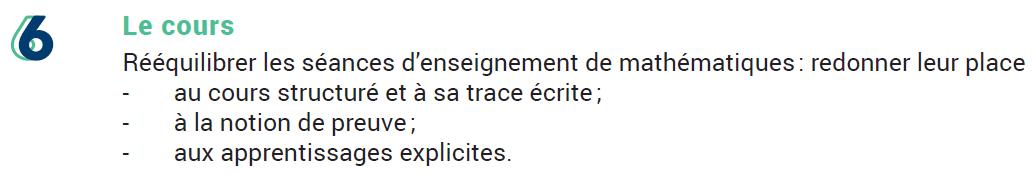 6
Le cours
Rééquilibrer les séances d’enseignement de mathématiques : redonner leur place
- au cours structuré et à sa trace écrite ;
- à la notion de preuve ;
- aux apprentissages explicites.